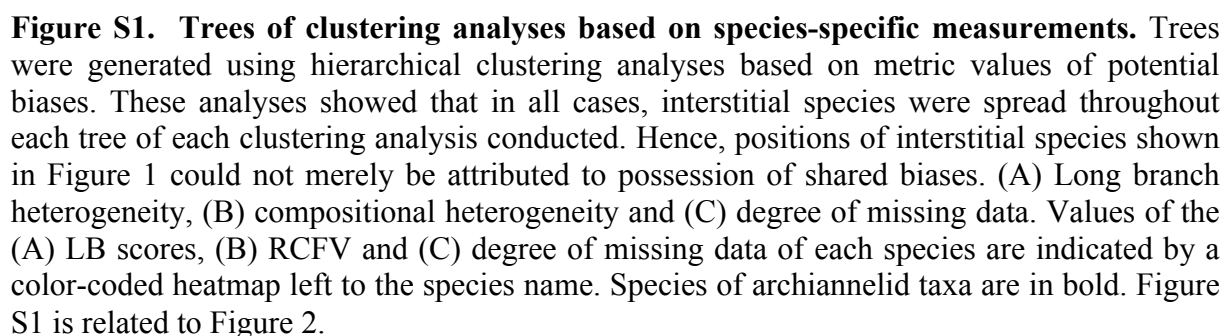 Figure S1. Trees of clustering analyses based on species-specific measurements. Trees
were generated using hierarchical clustering analyses based on metric values of potential
biases. These analyses showed that in all cases, interstitial species were spread throughout
each tree of each clustering analysis conducted. Hence, positions of interstitial species shown
in Figure 1 could not merely be attributed to possession of shared biases. (A) Long branch
heterogeneity, (B) compositional heterogeneity and (C) degree of missing data. Values of the
(A) LB scores, (B) RCFV and (C) degree of missing data of each species are indicated by a
color-coded heatmap left to the species name. Species of archiannelid taxa are in bold. Figure
S1 is related to Figure 2.